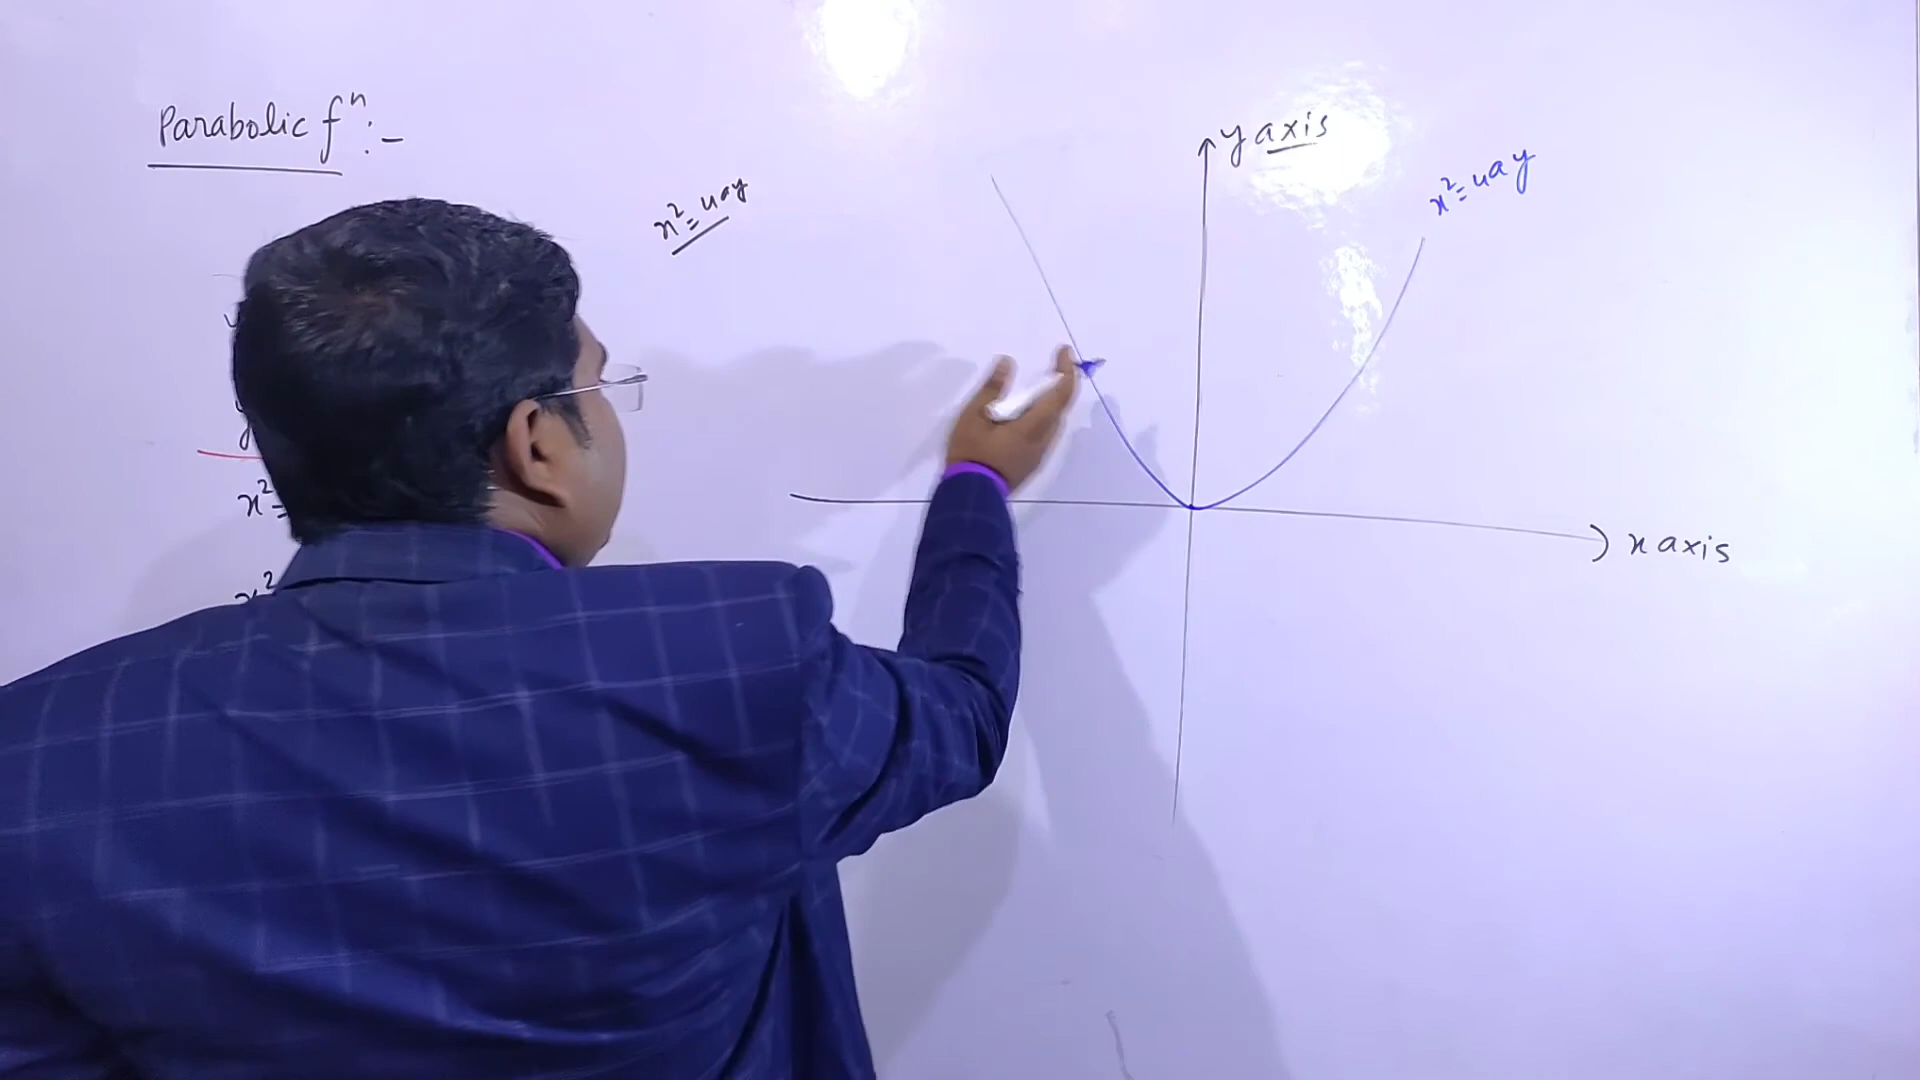 Parabolic fⁿ :-
x² = 4ay
y axis
x² = 4ay
x axis
x² =
x²